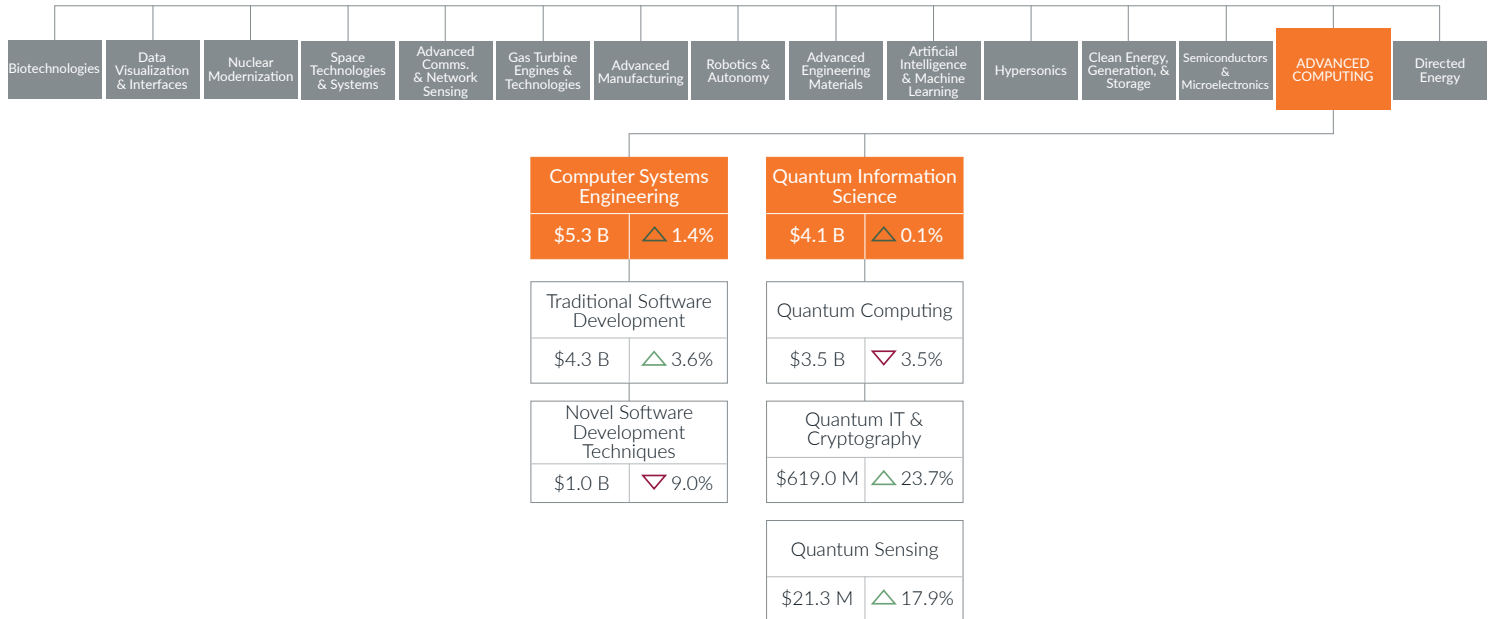 Biotechnologies
Data
Visualization
& Interfaces
Nuclear
Modernization
Space
Technologies
& Systems
Advanced
Comms.
& Network
Sensing
Gas Turbine
Engines &
Technologies
Advanced
Manufacturing
Robotics &
Autonomy
Advanced
Engineering
Materials
Artificial
Intelligence
& Machine
Learning
Hypersonics
Clean Energy,
Generation, &
Storage
Semiconductors
&
Microelectronics
ADVANCED
COMPUTING
Directed
Energy
Computer Systems
Engineering
$5.3 B
1.4%
Traditional Software
Development
$4.3 B
3.6%
Novel Software
Development
Techniques
$1.0 B
9.0%
Quantum Information
Science
$4.1 B
0.1%
Quantum Computing
$3.5 B
3.5%
Quantum IT &
Cryptography
$619.0 M
23.7%
Quantum Sensing
$21.3 M
17.9%